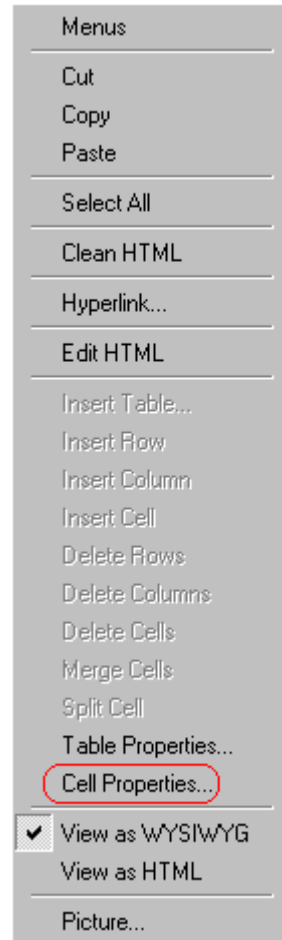 Menus
Cut
Copy
Paste
Select All
Clean HTML
Hyperlink...
Edit HTML
Insert Table...
Insert Row
Insert Column
Insert Cell
Delete Rows
Delete Columns
Delete Cells
Merge Cells
Split Cell
Table Properties...
Cell Properties...
View as WYSIWYG
View as HTML
Picture...